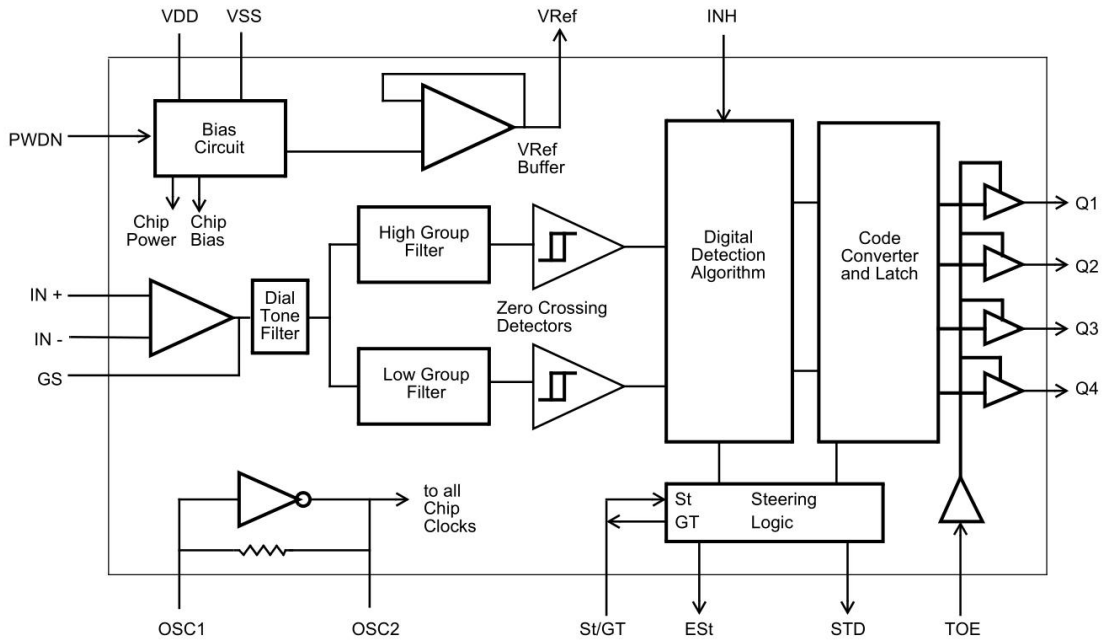 VDD
VSS
VRef
INH
PWDN
Bias
Circuit
VRef
Buffer
Chip
Power
Chip
Bias
High Group
Filter
Digital
Detection
Algorithm
Code
Converter
and Latch
Q1
Q2
Q3
Q4
IN +
IN -
GS
Dial
Tone
Filter
Zero Crossing
Detectors
Low Group
Filter
to all
Chip
Clocks
St Steering
GT Logic
OSC1
OSC2
St/GT
ESt
STD
TOE